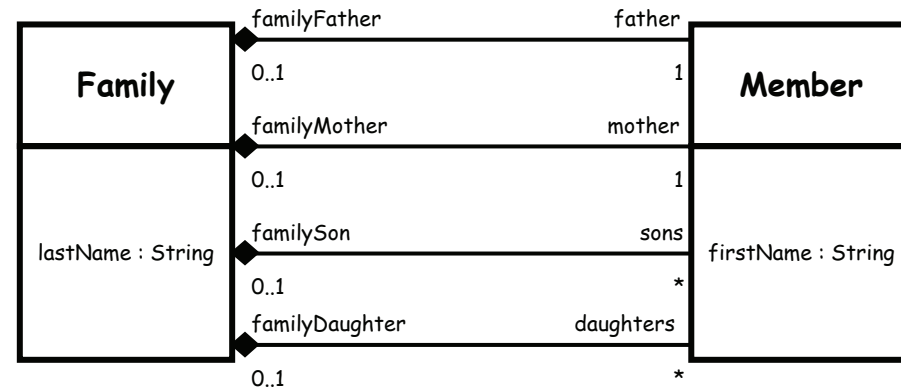 familyFather father
Family
0..1 1
Member
familyMother mother
0..1 1
lastName : String
familySon sons
firstName : String
0..1 *
familyDaughter daughters
0..1 *